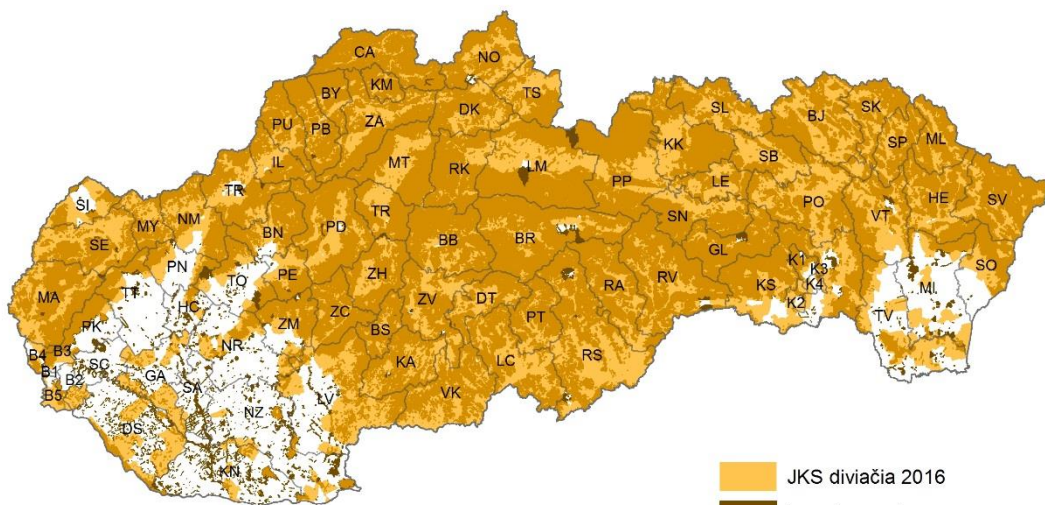 CA
NO
BY
KM
TS
DK
SL
PU
PB
ZA
BJ
SK
SP
ML
KK
IL
MT
RK
LM
SB
TR
PP
LE
SI
MY
NM
TR
SN
PO
VT
HE
SV
SE
BN
PD
BB
BR
GL
PN
PE
ZH
K1
K3
TO
RV
KS
K4
SO
MA
TT
HC
ZC
ZV
DT
RA
K2
MI
PK
ZM
BS
PT
TV
B4
B3
NR
KA
LC
RS
B1
SC
GA
B2
SA
B5
NZ
LV
VK
DS
KN
JKS diviačia 2016